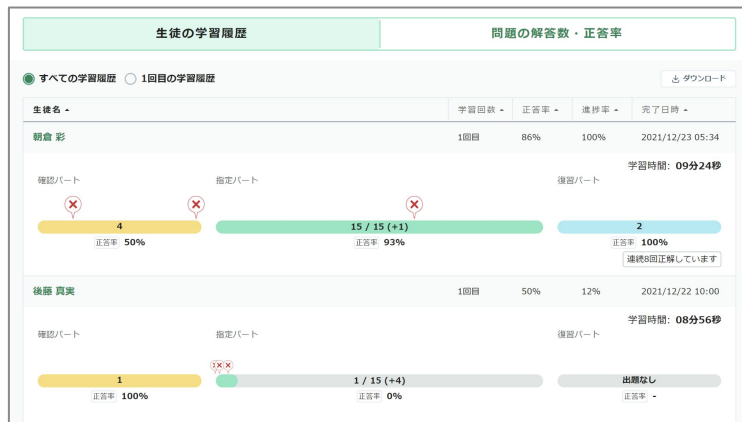 生徒の学習履歴 問題の解答数・正答率
すべての学習履歴 1回目の学習履歴 ダウンロード
生徒名 学習回数 正答率 進捗率 完了日時
朝倉 彩 1回目 86% 100% 2021/12/23 05:34
学習時間: 09分24秒
確認パート 指定パート 復習パート
4 15 / 15 (+1) 2
正答率 50% 正答率 93% 正答率 100%
連続8回正解しています
後藤 真実 1回目 50% 12% 2021/12/22 10:00
学習時間: 08分56秒
確認パート 指定パート 復習パート
1 1 / 15 (+4) 出題なし
正答率 100% 正答率 0% 正答率 -